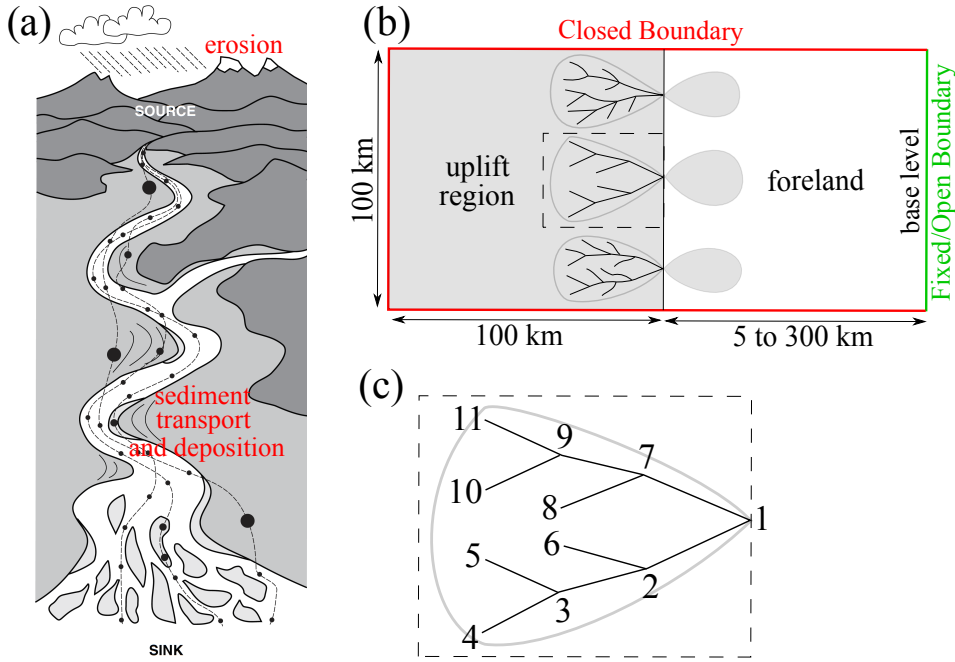 (a)
erosion
SOURCE
sediment
transport
and deposition
SINK
(b)
Closed Boundary
100 km
uplift
region
foreland
base level
Fixed/Open Boundary
100 km
5 to 300 km
(c)
11
9
7
10
8
1
6
5
2
3
4